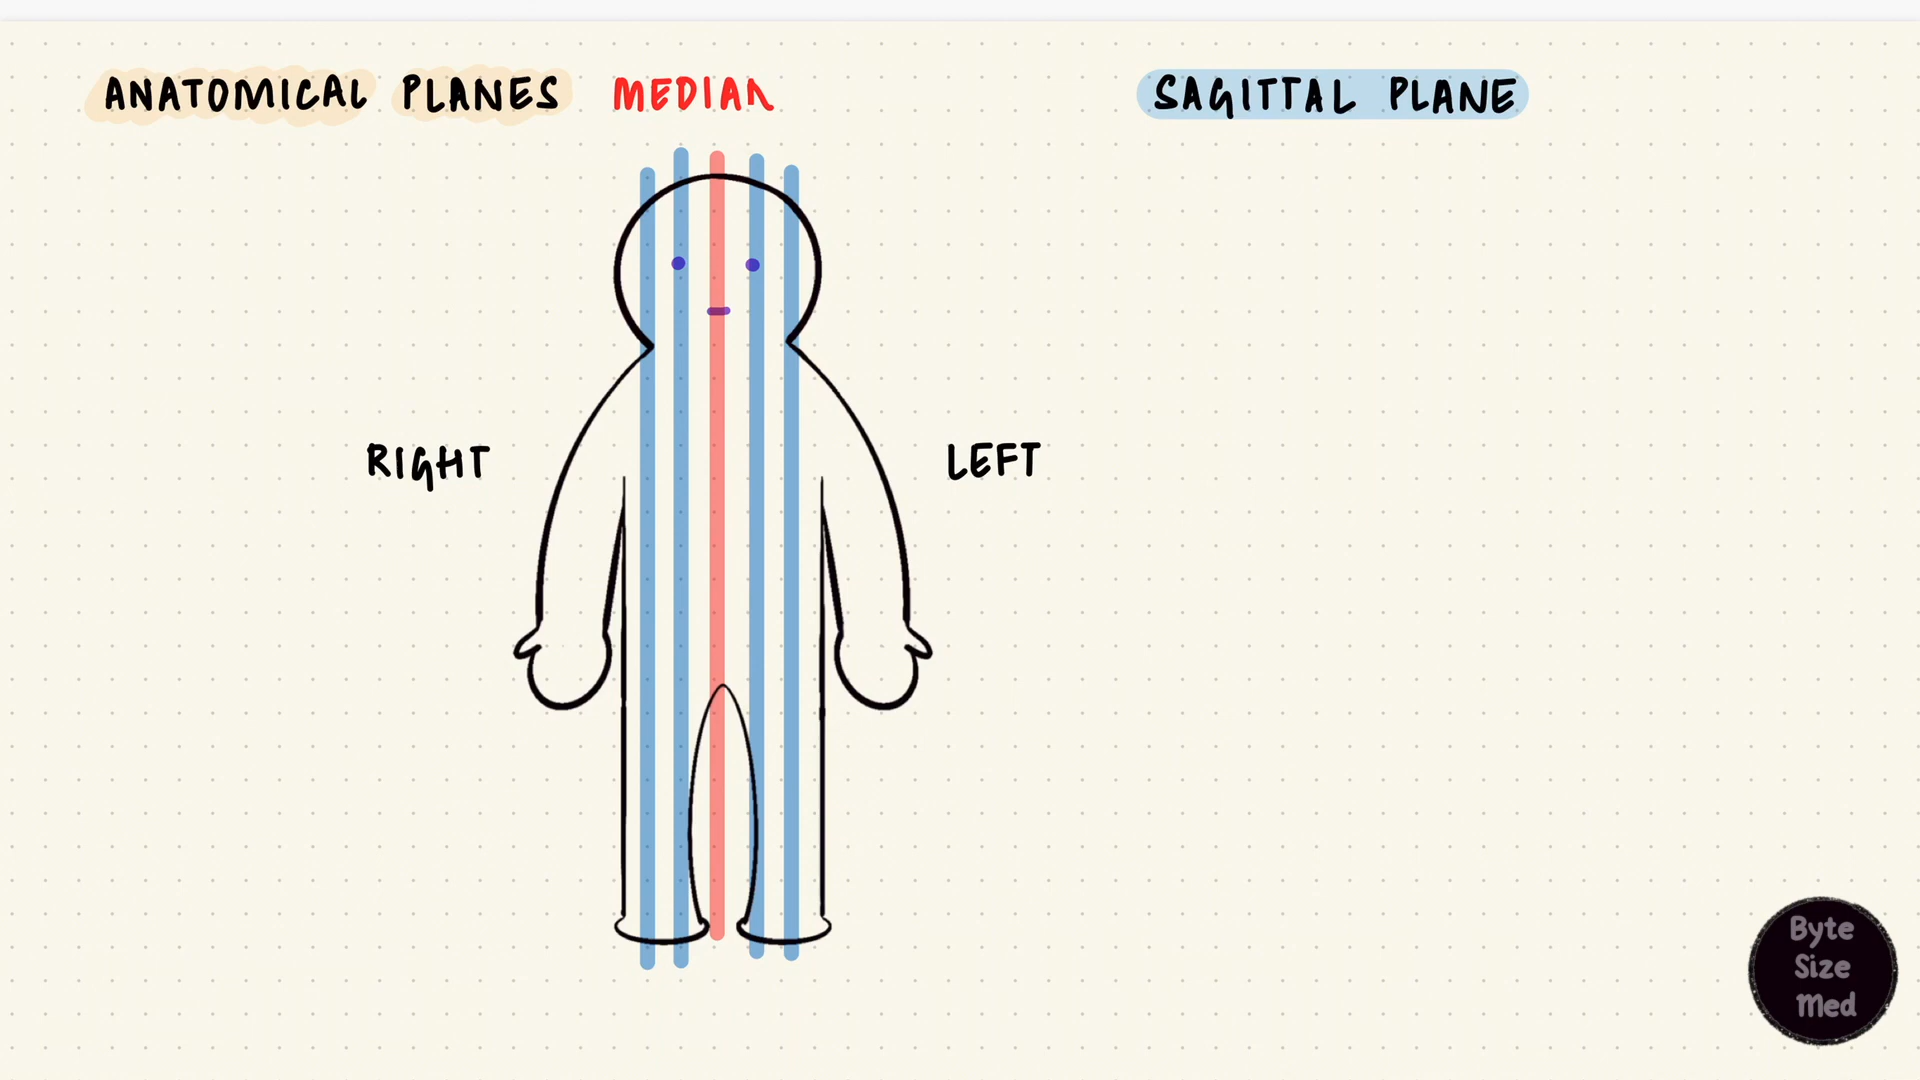 ANATOMICAL PLANES MEDIAN
SAGITTAL PLANE
RIGHT
LEFT
Byte
Size
Med